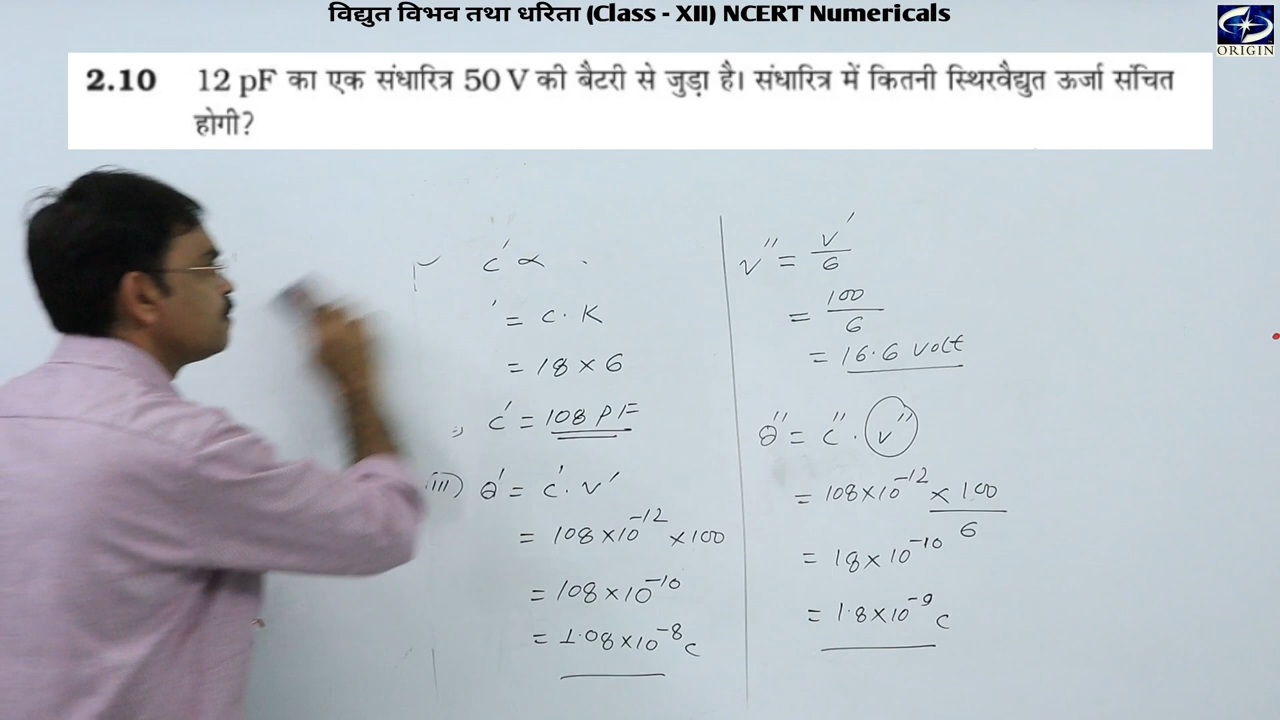 विद्युत विभव तथा धरिता (Class - XII) NCERT Numericals
ORIGIN
2.10 12 pF का एक संधारित्र 50 V की बैटरी से जुड़ा है। संधारित्र में कितनी स्थिरवैद्युत ऊर्जा संचित
होगी?
c' ∝
' = c · K
= 18 × 6
c' = 108 PF
(iii) Q' = c' · v'
= 108×10⁻¹² ×100
= 108×10⁻¹⁰
= 1.08×10⁻⁸ C
v'' = v'/6
= 100/6
= 16.6 volt
Q'' = c'' · v''
= 108×10⁻¹² × 100/6
= 18×10⁻¹⁰
= 1.8×10⁻⁹ C